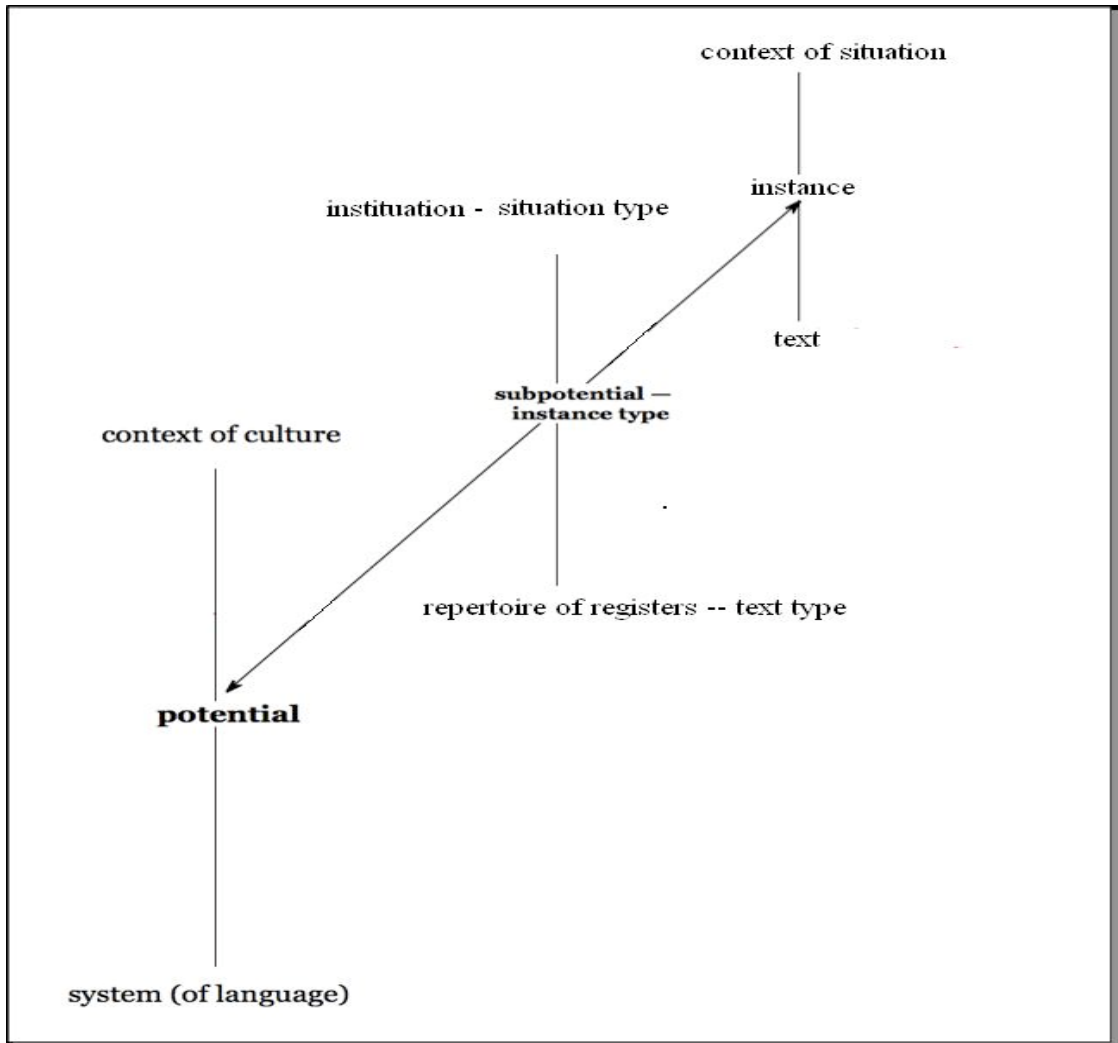 context of situation
instance
instituation - situation type
text
subpotential —
instance type
context of culture
repertoire of registers -- text type
potential
system (of language)